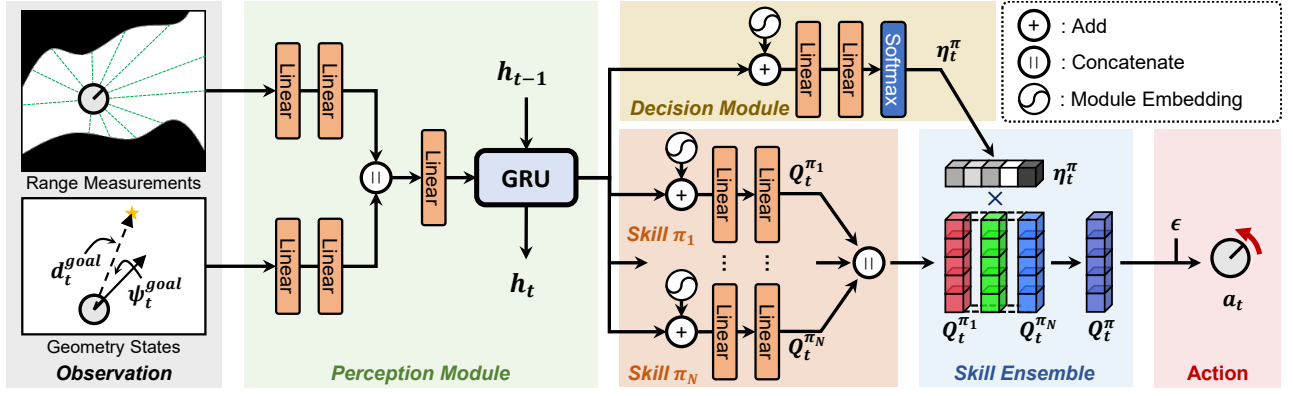 Range Measurements
d_t^{goal}
ψ_t^{goal}
Geometry States
Observation
Linear
Linear
Linear
Linear
||
Linear
h_{t-1}
GRU
h_t
Perception Module
+
Linear
Linear
Softmax
η_t^π
Decision Module
+
Linear
Linear
Q_t^{π_1}
Skill π_1
... ...
+
Linear
Linear
Q_t^{π_N}
Skill π_N
||
η_t^π
×
Q_t^{π_1}
Q_t^{π_N}
Q_t^π
Skill Ensemble
ϵ
a_t
Action
+ : Add
|| : Concatenate
: Module Embedding